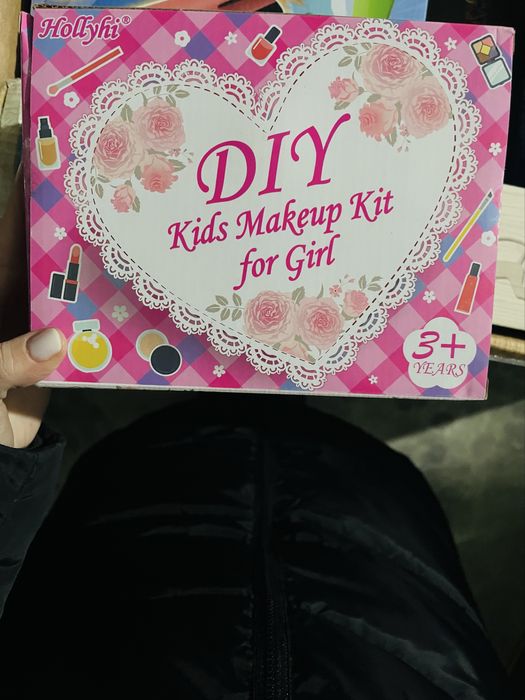 Hollyhi®
DIY
Kids Makeup Kit
for Girl
3+
YEARS